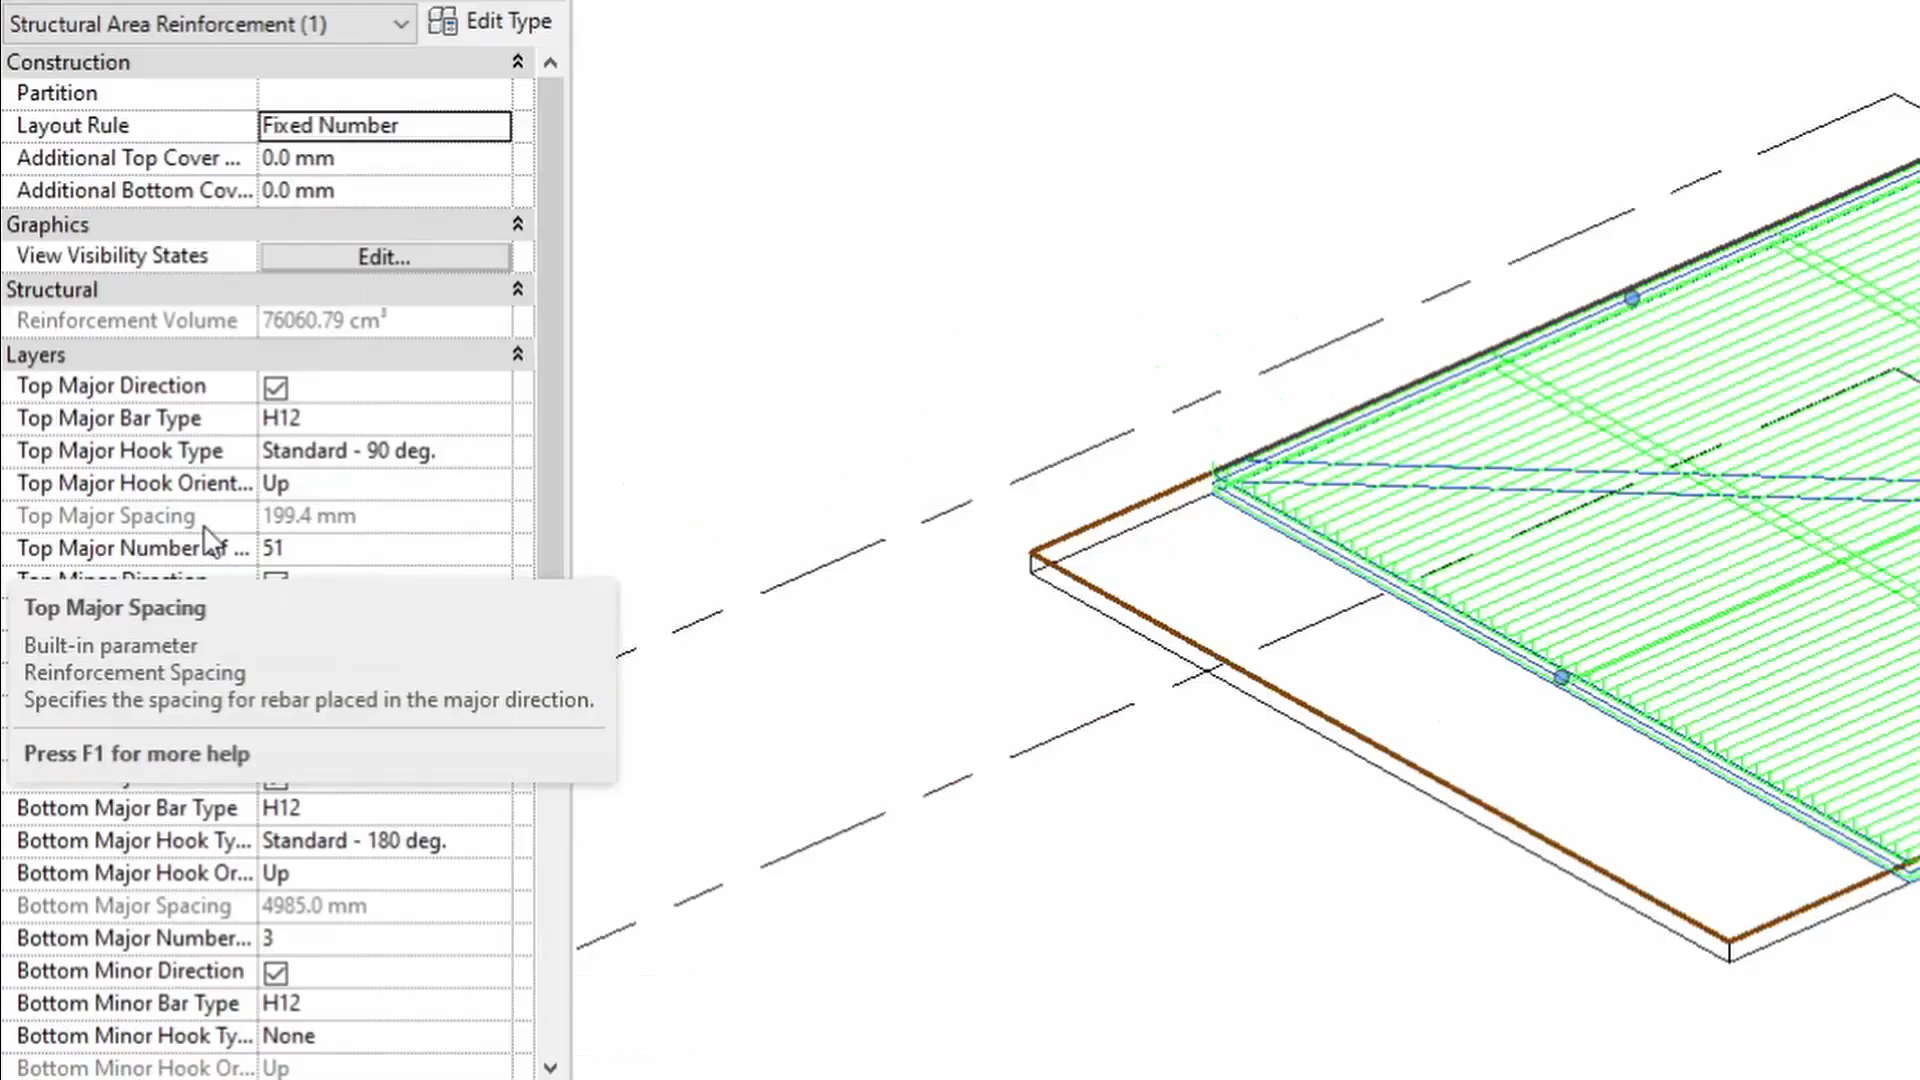 Structural Area Reinforcement (1)
Edit Type
Construction
Partition
Layout Rule Fixed Number
Additional Top Cover ... 0.0 mm
Additional Bottom Cov... 0.0 mm
Graphics
View Visibility States Edit...
Structural
Reinforcement Volume 76060.79 cm³
Layers
Top Major Direction
Top Major Bar Type H12
Top Major Hook Type Standard - 90 deg.
Top Major Hook Orient... Up
Top Major Spacing 199.4 mm
Top Major Number of ... 51
Top Minor Direction
Top Major Spacing
Built-in parameter
Reinforcement Spacing
Specifies the spacing for rebar placed in the major direction.
Press F1 for more help
Bottom Major Bar Type H12
Bottom Major Hook Ty... Standard - 180 deg.
Bottom Major Hook Or... Up
Bottom Major Spacing 4985.0 mm
Bottom Major Number... 3
Bottom Minor Direction
Bottom Minor Bar Type H12
Bottom Minor Hook Ty... None
Bottom Minor Hook Or... Up